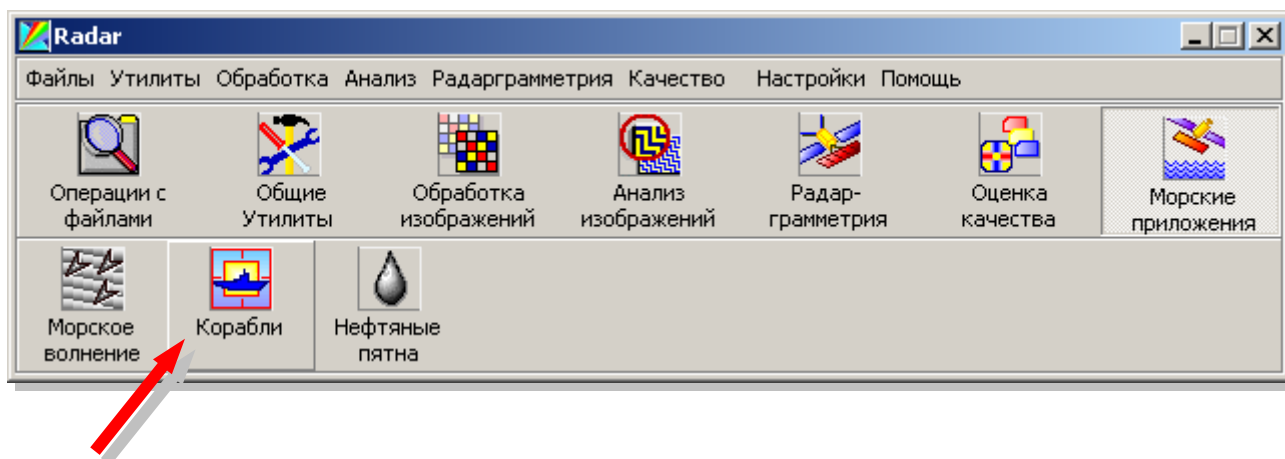 Radar
Файлы Утилиты Обработка Анализ Радарграмметрия Качество Настройки Помощь
Операции с файлами
Общие Утилиты
Обработка изображений
Анализ изображений
Радар-
грамметрия
Оценка качества
Морские приложения
Морское волнение
Корабли
Нефтяные пятна